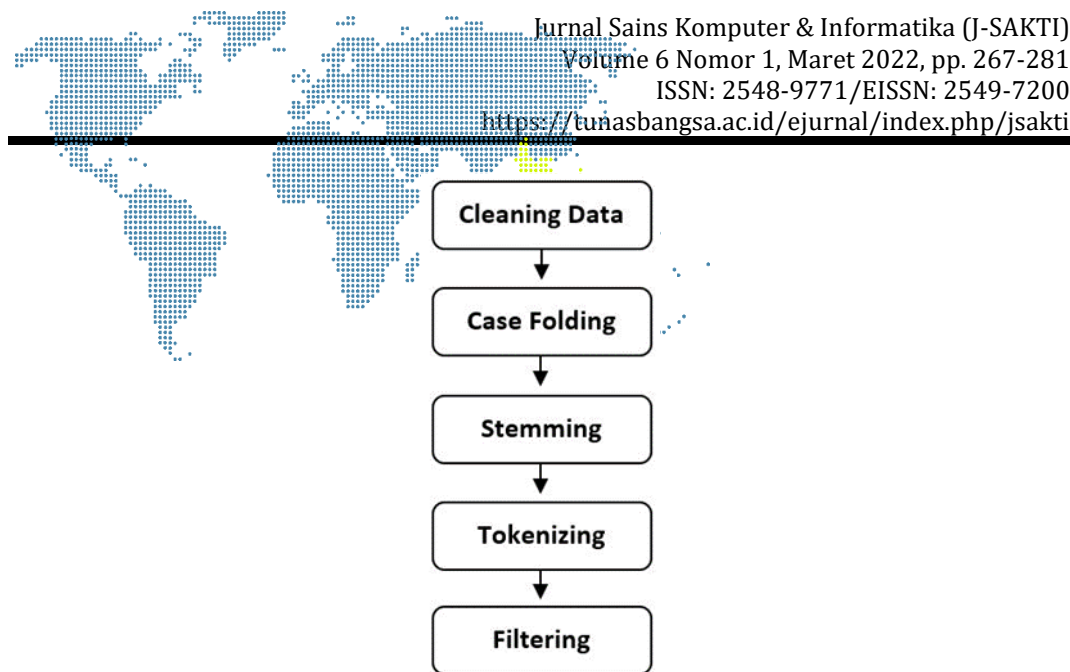 Jurnal Sains Komputer & Informatika (J-SAKTI)
Volume 6 Nomor 1, Maret 2022, pp. 267-281
ISSN: 2548-9771/EISSN: 2549-7200
https://tunasbangsa.ac.id/ejurnal/index.php/jsakti
Cleaning Data
Case Folding
Stemming
Tokenizing
Filtering